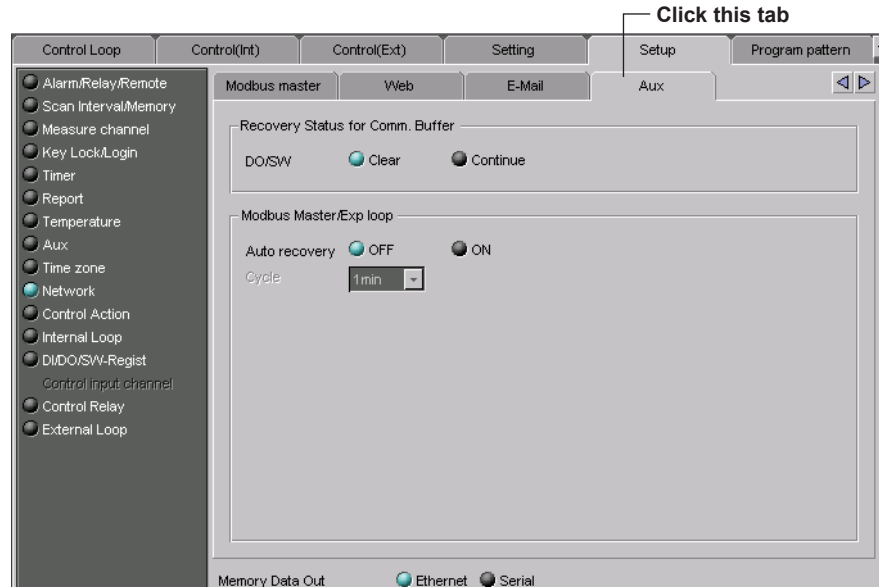 Click this tab
Control Loop
Control(Int)
Control(Ext)
Setting
Setup
Program pattern
Alarm/Relay/Remote
Scan Interval/Memory
Measure channel
Key Lock/Login
Timer
Report
Temperature
Aux
Time zone
Network
Control Action
Internal Loop
DI/DO/SW-Regist
Control input channel
Control Relay
External Loop
Modbus master
Web
E-Mail
Aux
Recovery Status for Comm. Buffer
DO/SW Clear Continue
Modbus Master/Exp loop
Auto recovery OFF ON
Cycle 1min
Memory Data Out Ethernet Serial